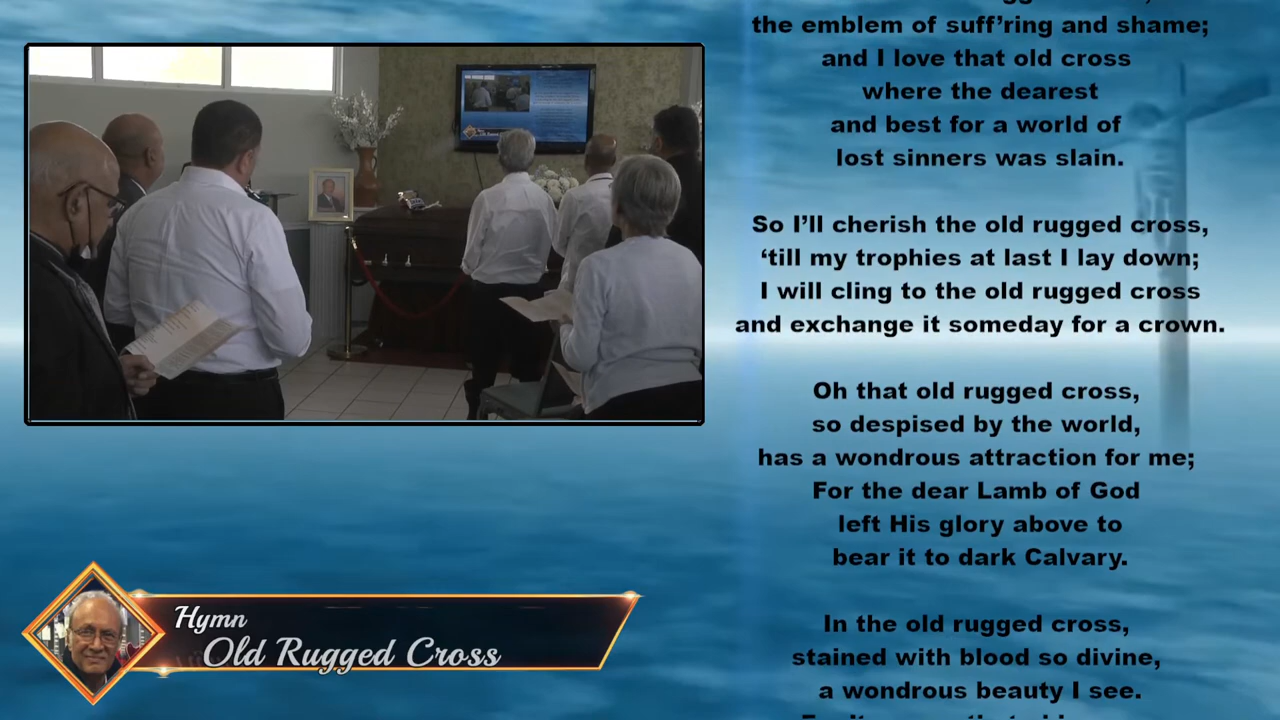 the emblem of suff’ring and shame;
and I love that old cross
where the dearest
and best for a world of
lost sinners was slain.
So I’ll cherish the old rugged cross,
‘till my trophies at last I lay down;
I will cling to the old rugged cross
and exchange it someday for a crown.
Oh that old rugged cross,
so despised by the world,
has a wondrous attraction for me;
For the dear Lamb of God
left His glory above to
bear it to dark Calvary.
In the old rugged cross,
stained with blood so divine,
a wondrous beauty I see.
Hymn
Old Rugged Cross